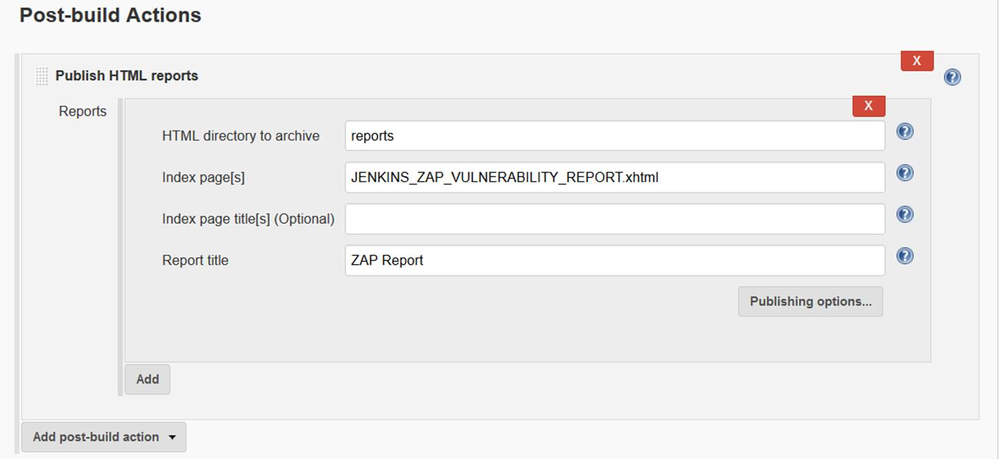 Post-build Actions
X
Publish HTML reports
?
Reports
X
HTML directory to archive reports ?
Index page[s] JENKINS_ZAP_VULNERABILITY_REPORT.xhtml ?
Index page title[s] (Optional) ?
Report title ZAP Report ?
Publishing options...
Add
Add post-build action